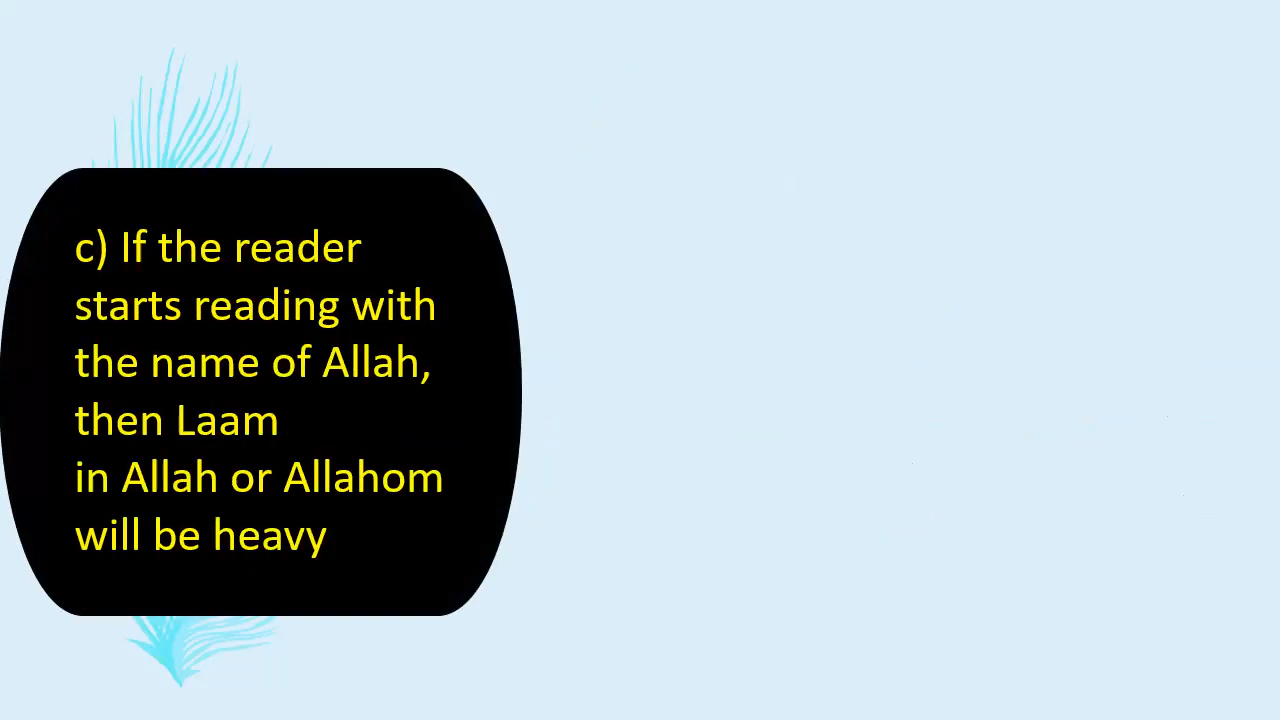 c) If the reader
starts reading with
the name of Allah,
then Laam
in Allah or Allahom
will be heavy